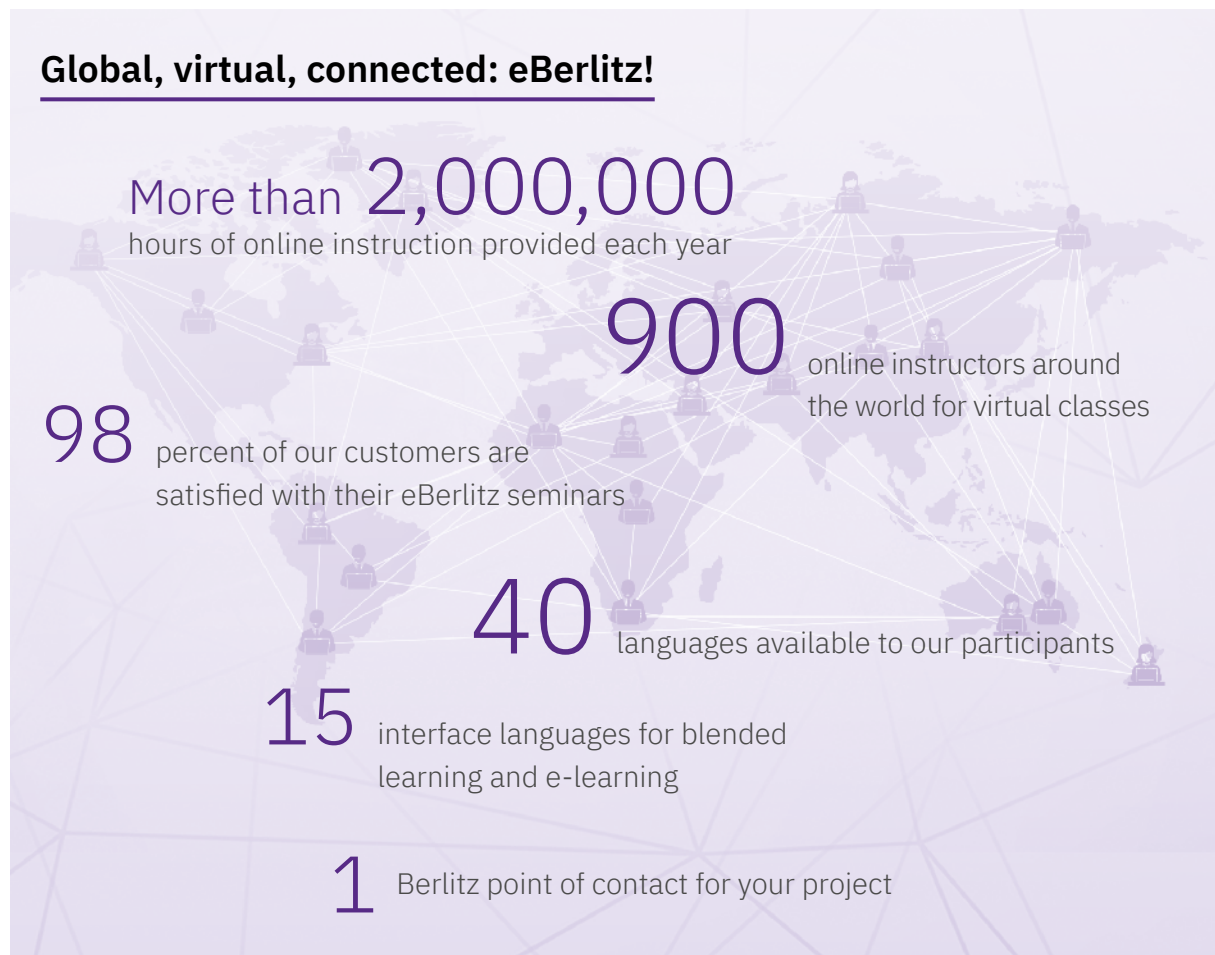 Global, virtual, connected: eBerlitz!
More than 2,000,000
hours of online instruction provided each year
900 online instructors around
the world for virtual classes
98 percent of our customers are
satisfied with their eBerlitz seminars
40 languages available to our participants
15 interface languages for blended
learning and e-learning
1 Berlitz point of contact for your project